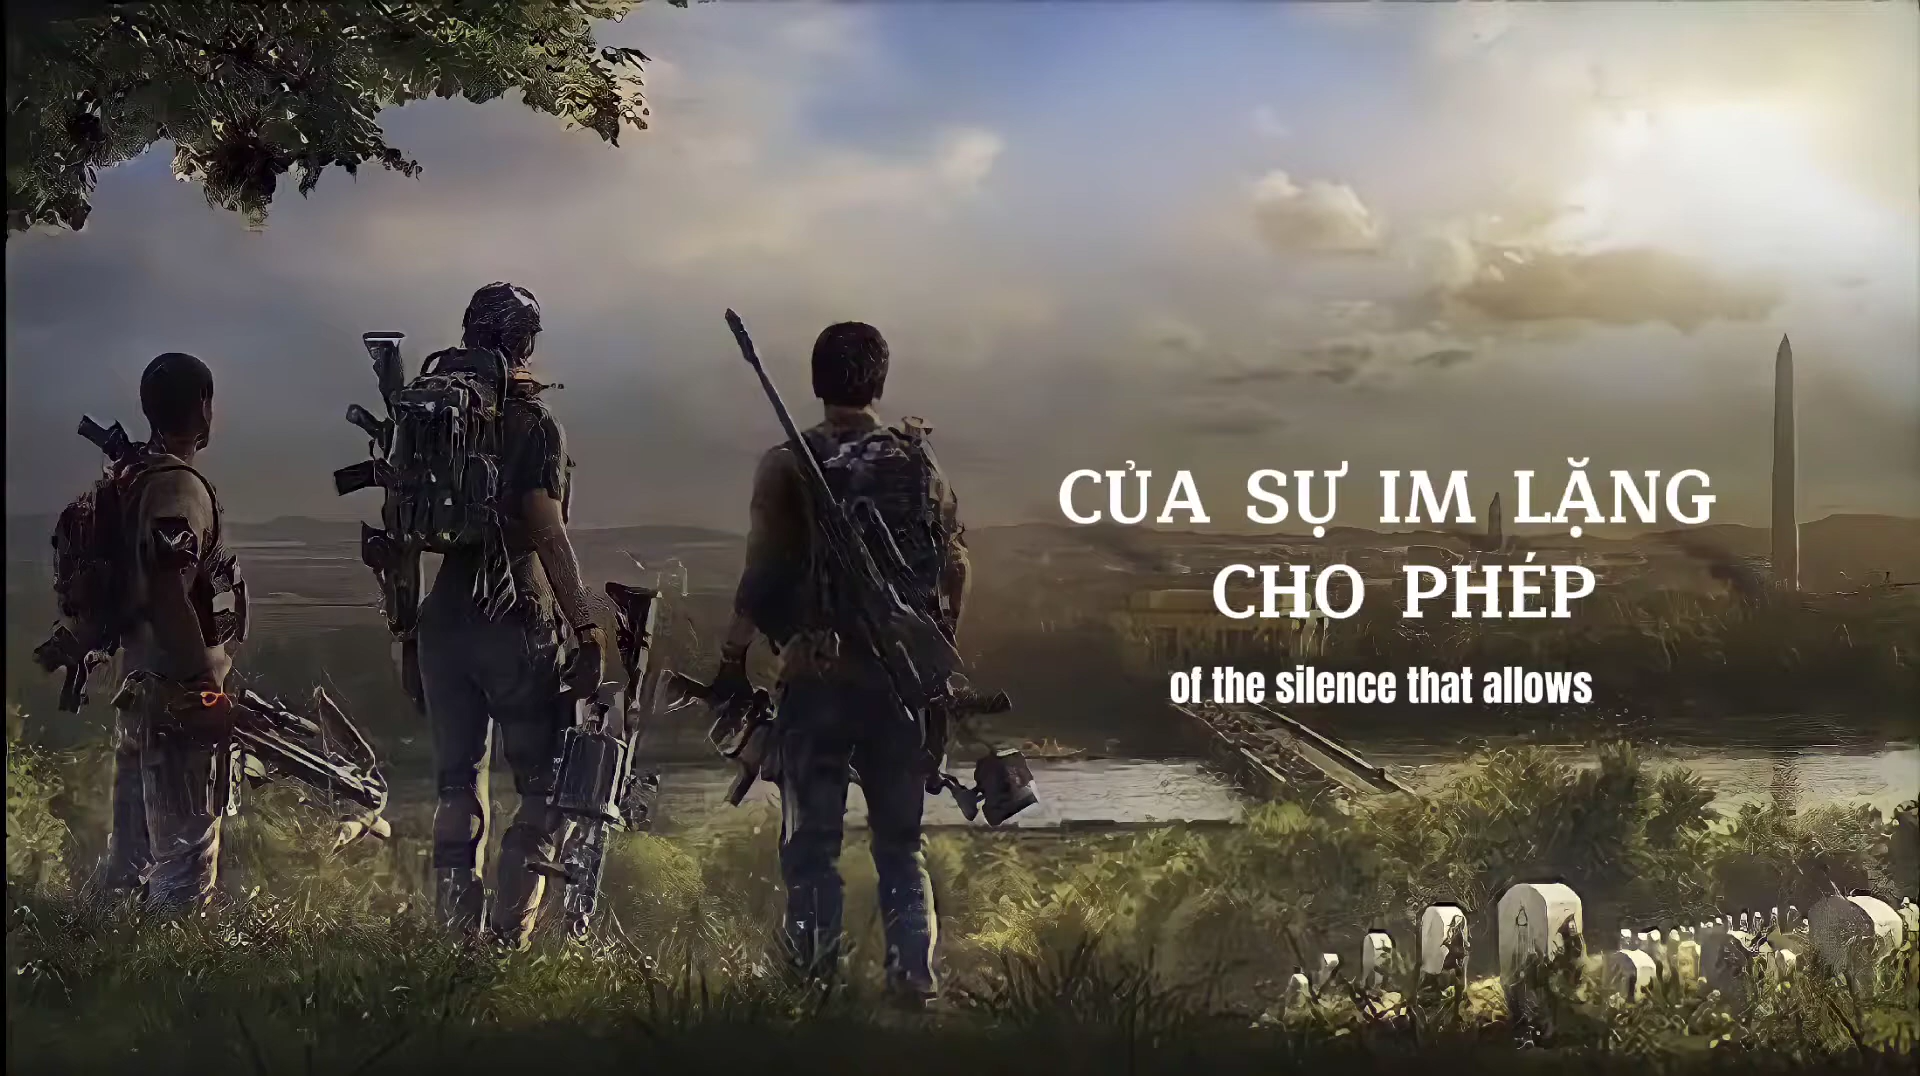 CỦA SỰ IM LẶNG
CHO PHÉP
of the silence that allows